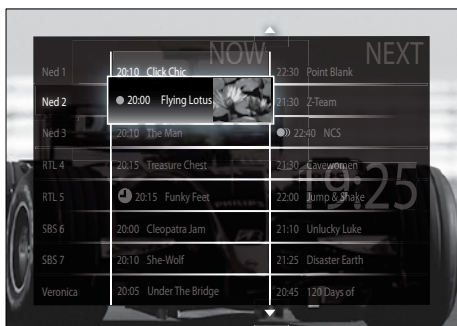 NOW NEXT
Ned 1 20:10 Click Chic 22:30 Point Blank
Ned 2 20:00 Flying Lotus 21:30 Z-Team
Ned 3 20:10 The Man 22:40 NCS
RTL 4 20:15 Treasure Chest 21:30 Cavewomen
19:25
RTL 5 20:15 Funky Feet 22:00 Jump & Shake
PHILIPS
SBS 6 20:00 Cleopatra Jam 21:10 Unlucky Luke
SBS 7 20:10 She-Wolf 21:25 Disaster Earth
Veronica 20:05 Under The Bridge 20:45 120 Days of